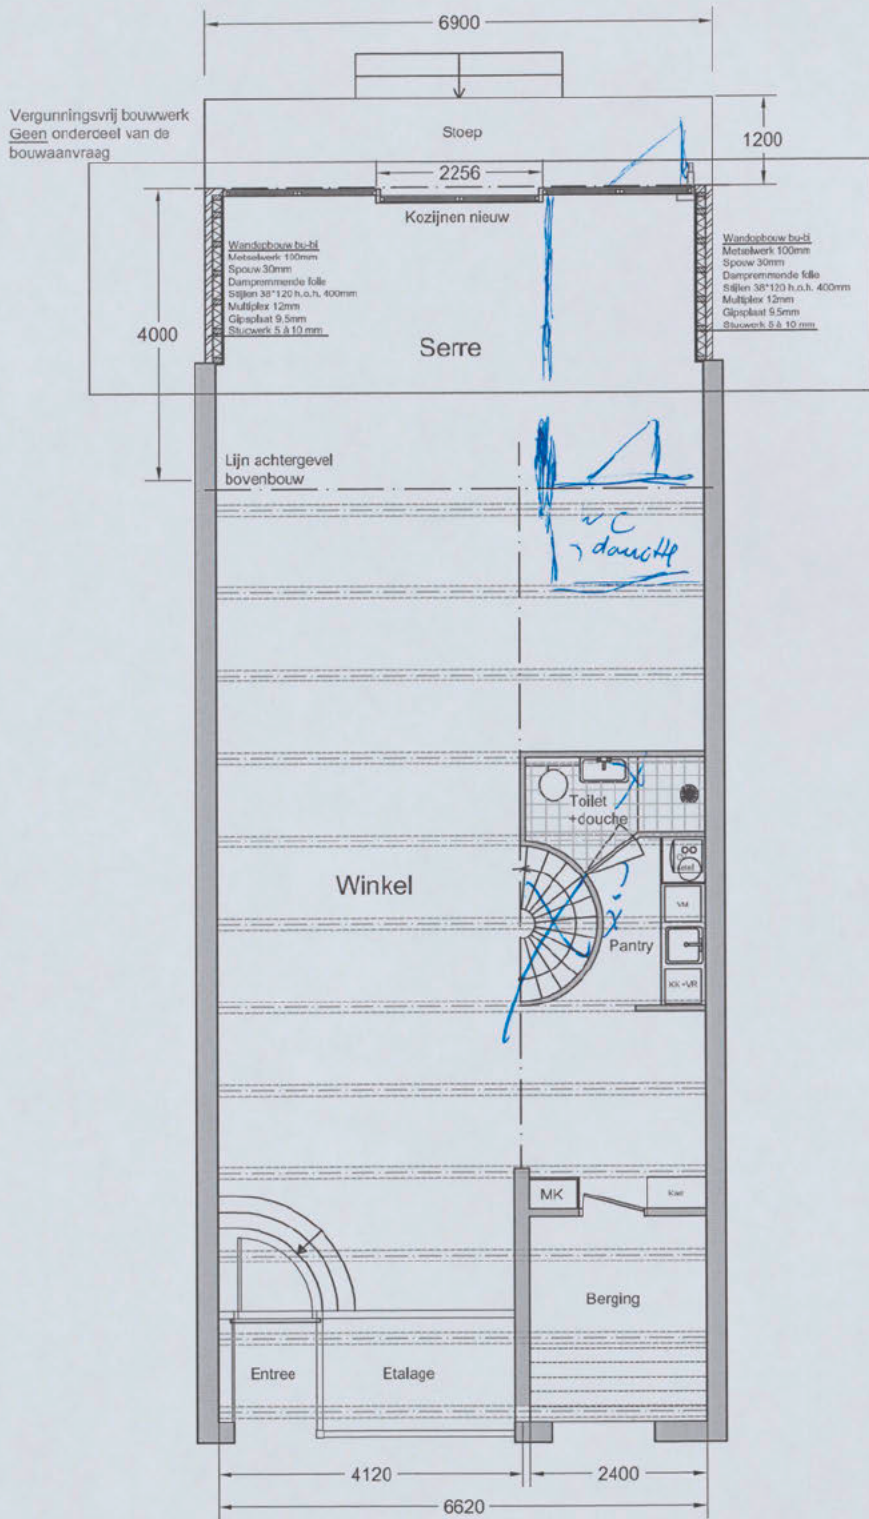 6900
Vergunningsvrij bouwwerk
Geen onderdeel van de
bouwaanvraag
Stoep
1200
2256
Kozijnen nieuw
Wandopbouw bu-bi
Metselwerk 100mm
Spouw 30mm
Dampremmende folie
Stijlen 38*120 h.o.h. 400mm
Multiplex 12mm
Gipsplaat 9.5mm
Stucwerk 5 à 10 mm
Wandopbouw bu-bi
Metselwerk 100mm
Spouw 30mm
Dampremmende folie
Stijlen 38*120 h.o.h. 400mm
Multiplex 12mm
Gipsplaat 9.5mm
Stucwerk 5 à 10 mm
4000
Serre
Lijn achtergevel
bovenbouw
Toilet
+douche
Winkel
VM
Pantry
KK+VR
MK
Kast
Berging
Entree
Etalage
4120
2400
6620